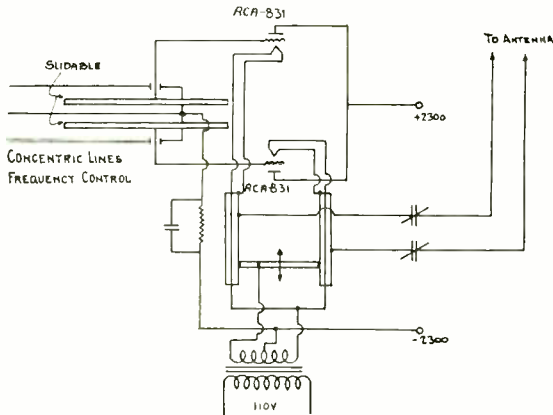 RCA-831
TO ANTENNA
SLIDABLE
+2300
CONCENTRIC LINES
FREQUENCY CONTROL
RCA-831
-2300
110V